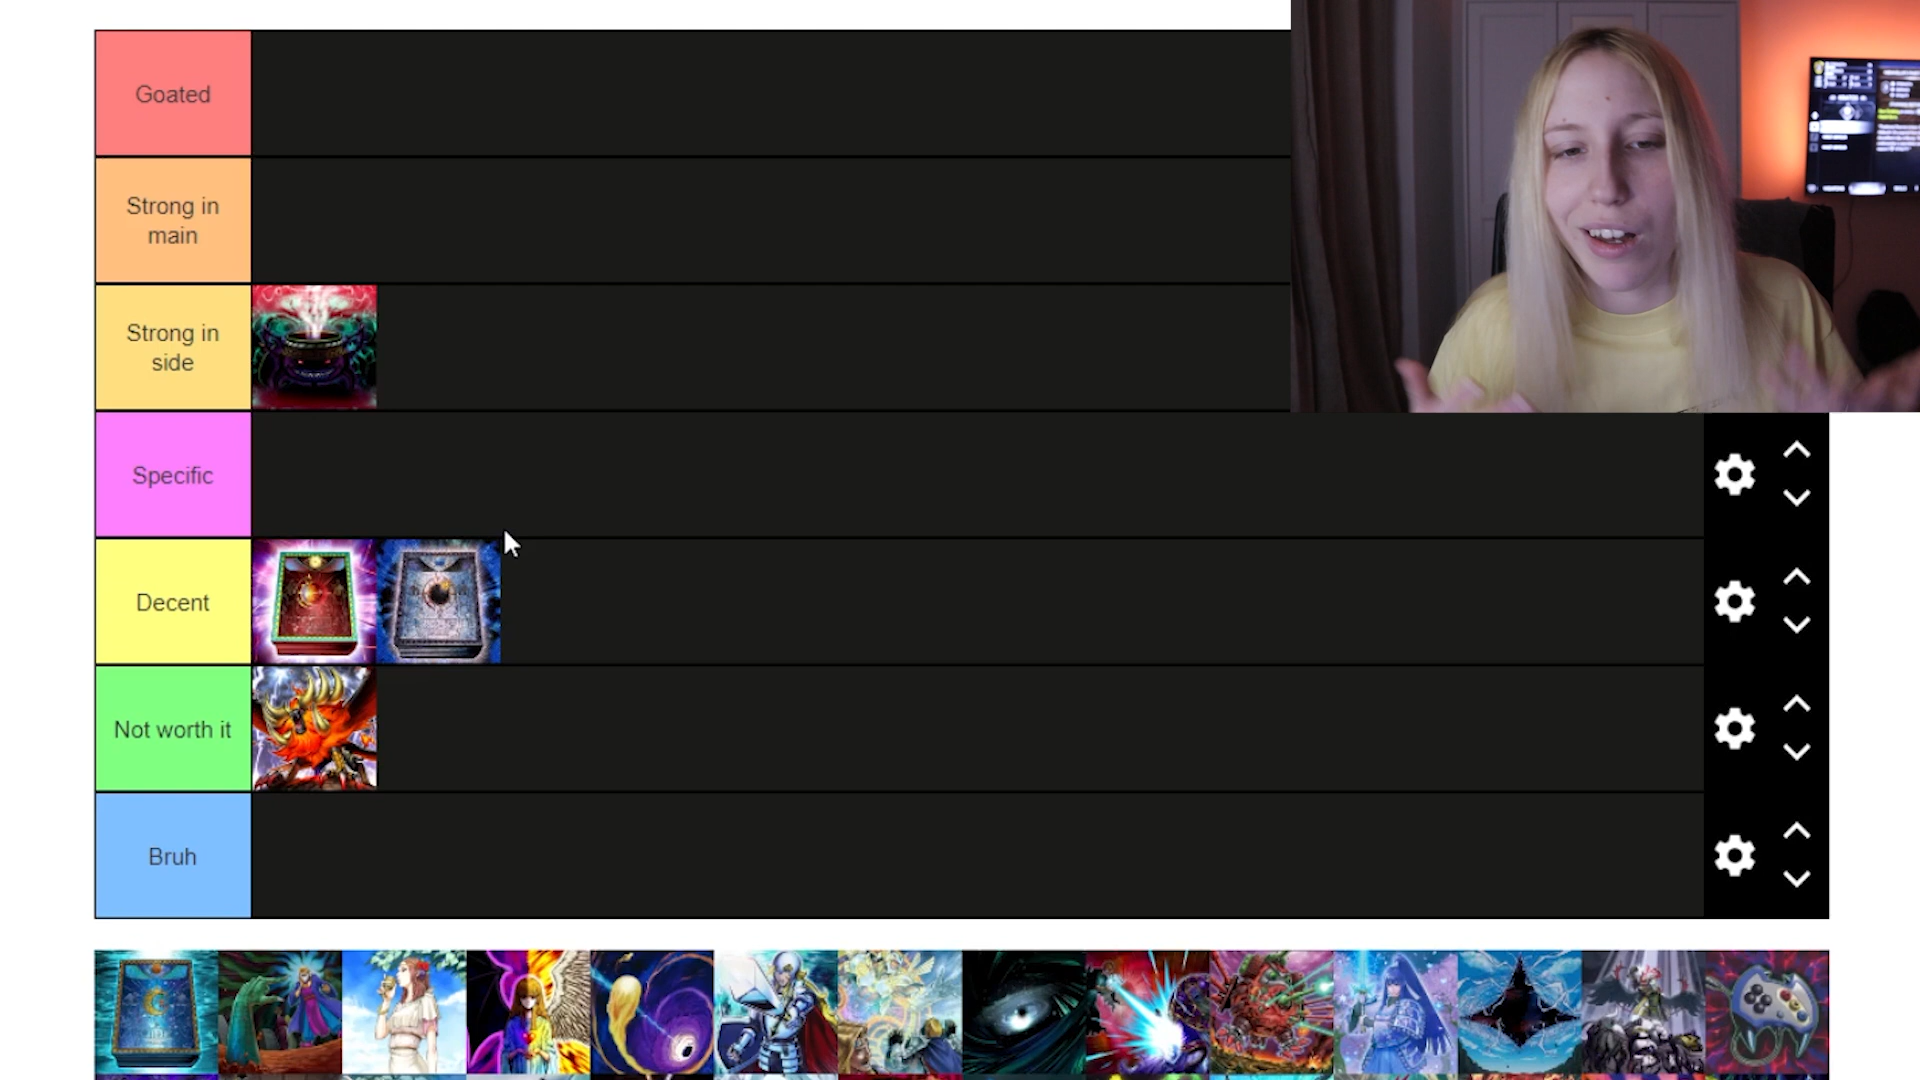 Goated
Strong in
main
Strong in
side
Specific
Decent
Not worth it
Bruh